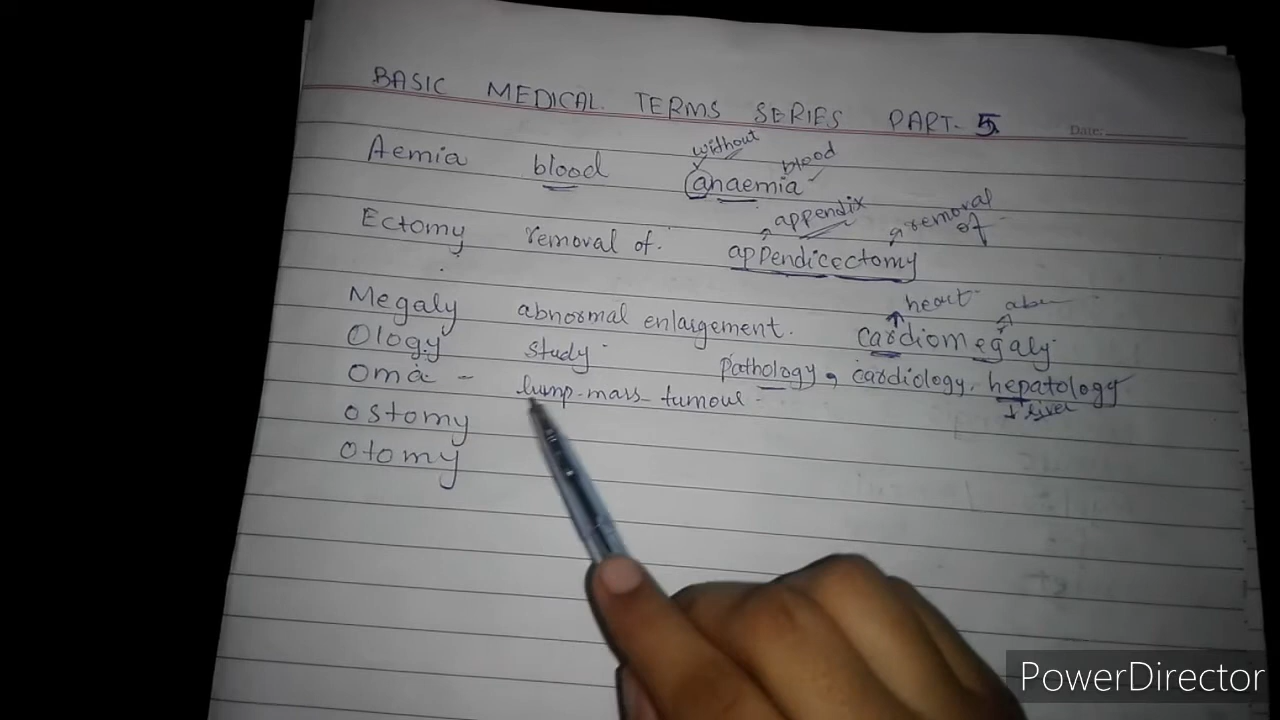 BASIC MEDICAL TERMS SERIES PART-5
Date:
without blood
Aemia blood anaemia
appendix removal of
Ectomy removal of. appendicectomy
heart abn
Megaly abnormal enlargement. cardiomegaly
Ology study pathology, cardiology, hepatology
liver
Oma - lump-mass-tumour
Ostomy
Otomy
PowerDirector